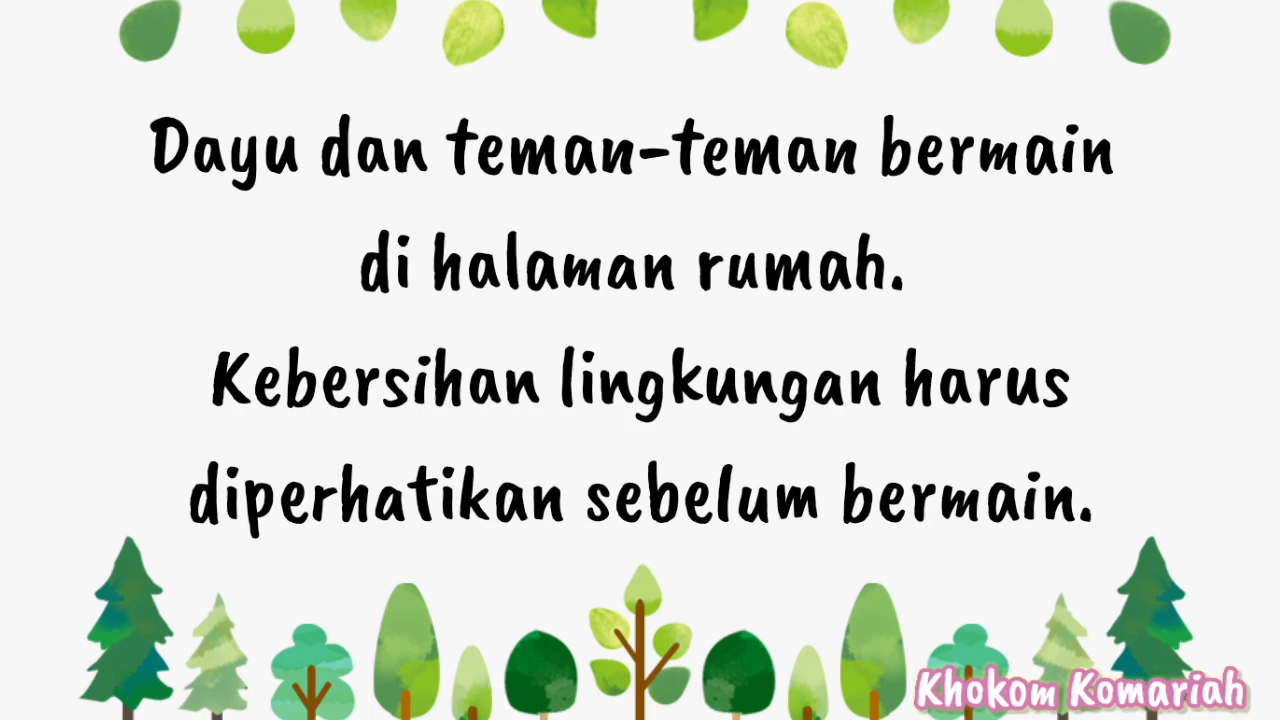 Dayu dan teman-teman bermain
di halaman rumah.
Kebersihan lingkungan harus
diperhatikan sebelum bermain.
Khokom Komariah